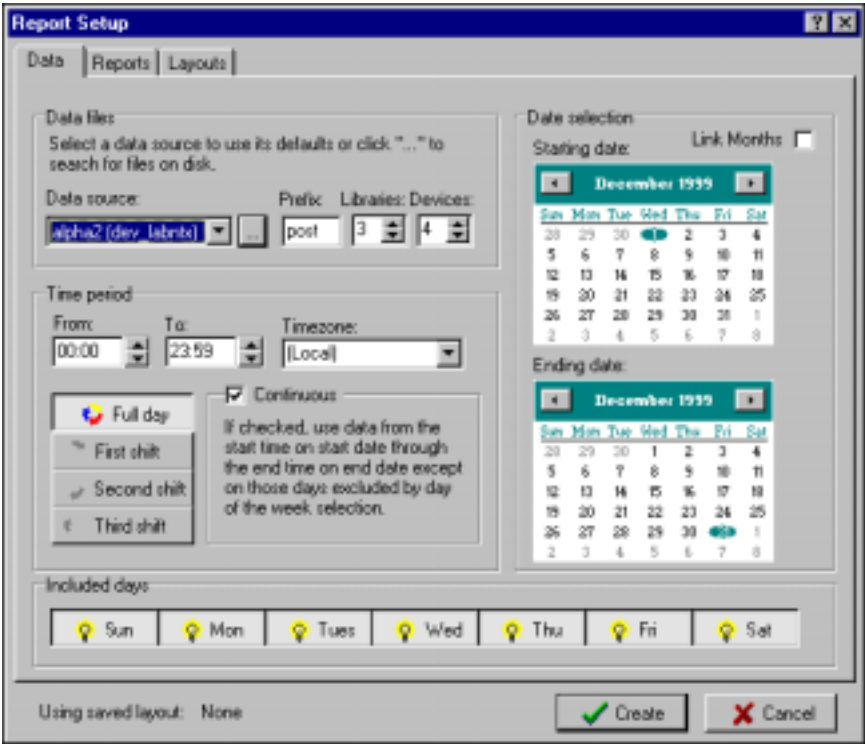 Report Setup
Data Reports Layouts
Data files
Select a data source to use its defaults or click "..." to
search for files on disk.
Data source: Prefix Libraries: Devices:
alpha2 (dev_labntx) ... post 3 4
Time period
From: To: Timezone:
00:00 23:59 (Local)
Full day
First shift
Second shift
Third shift
Continuous
If checked, use data from the
start time on start date through
the end time on end date except
on those days excluded by day
of the week selection.
Date selection
Starting date: Link Months
December 1999
Sun Mon Tue Wed Thu Fri Sat
28 29 30 1 2 3 4
5 6 7 8 9 10 11
12 13 14 15 16 17 18
19 20 21 22 23 24 25
26 27 28 29 30 31 1
2 3 4 5 6 7 8
Ending date:
December 1999
Sun Mon Tue Wed Thu Fri Sat
28 29 30 1 2 3 4
5 6 7 8 9 10 11
12 13 14 15 16 17 18
19 20 21 22 23 24 25
26 27 28 29 30 1
2 3 4 5 6 7 8
Included days
Sun Mon Tues Wed Thu Fri Sat
Using saved layout: None
Create Cancel